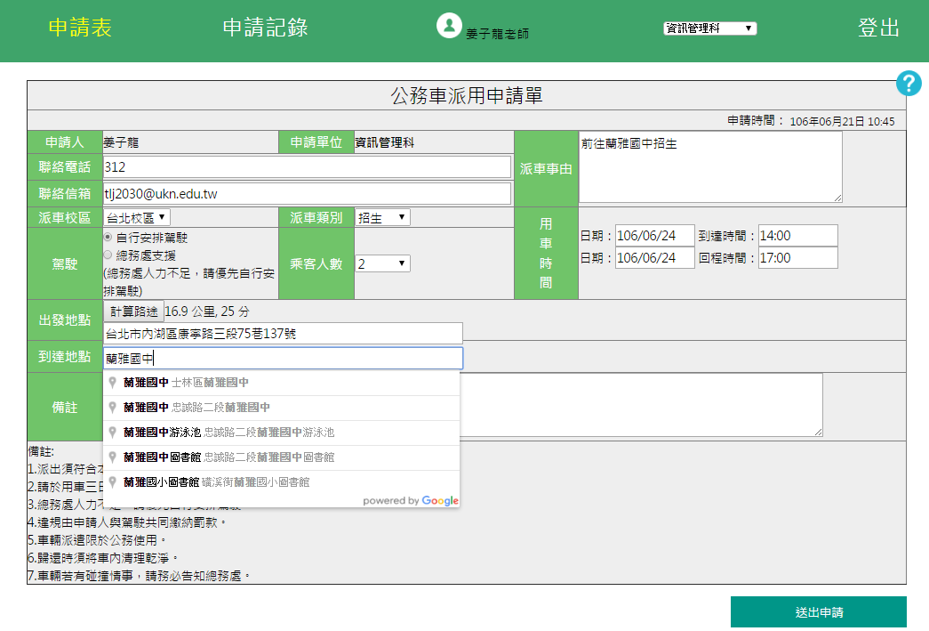 申請表
申請記錄
姜子龍老師
資訊管理科
登出
?
公務車派用申請單
申請時間： 106年06月21日 10:45
申請人 姜子龍 申請單位 資訊管理科
聯絡電話 312
聯絡信箱 tlj2030@ukn.edu.tw
派車事由 前往蘭雅國中招生
派車校區 台北校區 派車類別 招生
駕駛
自行安排駕駛
總務處支援
(總務處人力不足，請優先自行安
排駕駛)
乘客人數 2
用
車
時
間
日期：106/06/24 到達時間：14:00
日期：106/06/24 回程時間：17:00
出發地點 計算路途 16.9 公里, 25 分
台北市內湖區康寧路三段75巷137號
到達地點 蘭雅國中
蘭雅國中 士林區蘭雅國中
蘭雅國中 忠誠路二段蘭雅國中
蘭雅國中游泳池 忠誠路二段蘭雅國中游泳池
蘭雅國中圖書館 忠誠路二段蘭雅國中圖書館
蘭雅國小圖書館 磺溪街蘭雅國小圖書館
powered by Google
備註
備註:
1.派出須符合
2.請於用車三日
3.總務處人力不足，請優先自行安排駕駛
4.違規由申請人與駕駛共同繳納罰款。
5.車輛派遣限於公務使用。
6.歸還時須將車內清理乾淨。
7.車輛若有碰撞情事，請務必告知總務處。
送出申請